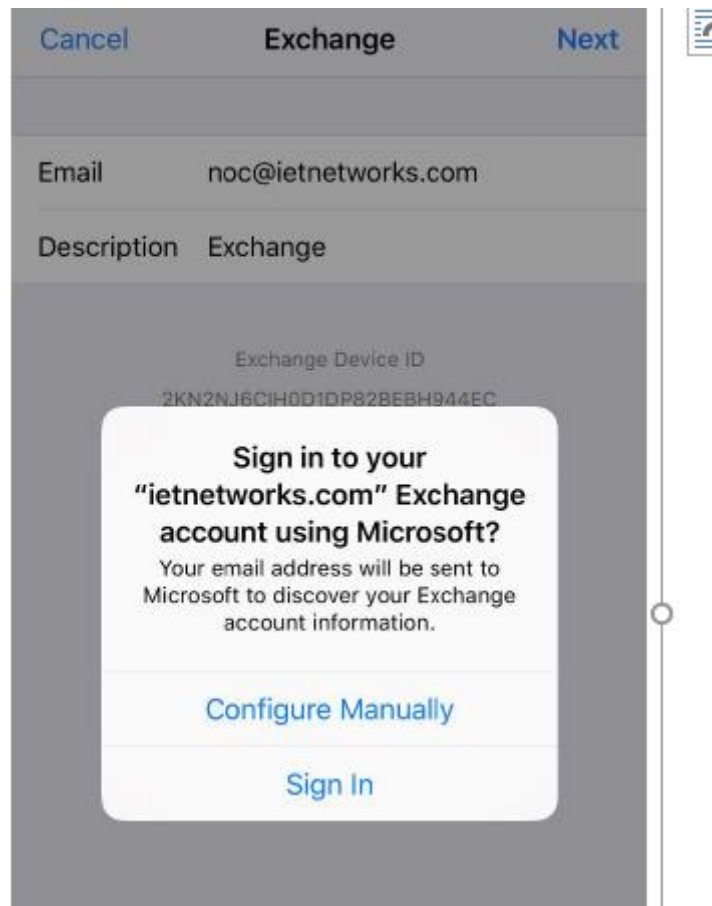 Cancel Exchange Next
Email noc@ietnetworks.com
Description Exchange
Exchange Device ID
2KN2NJ6CIH0D1DP82BEBH944EC
Sign in to your
“ietnetworks.com” Exchange
account using Microsoft?
Your email address will be sent to
Microsoft to discover your Exchange
account information.
Configure Manually
Sign In